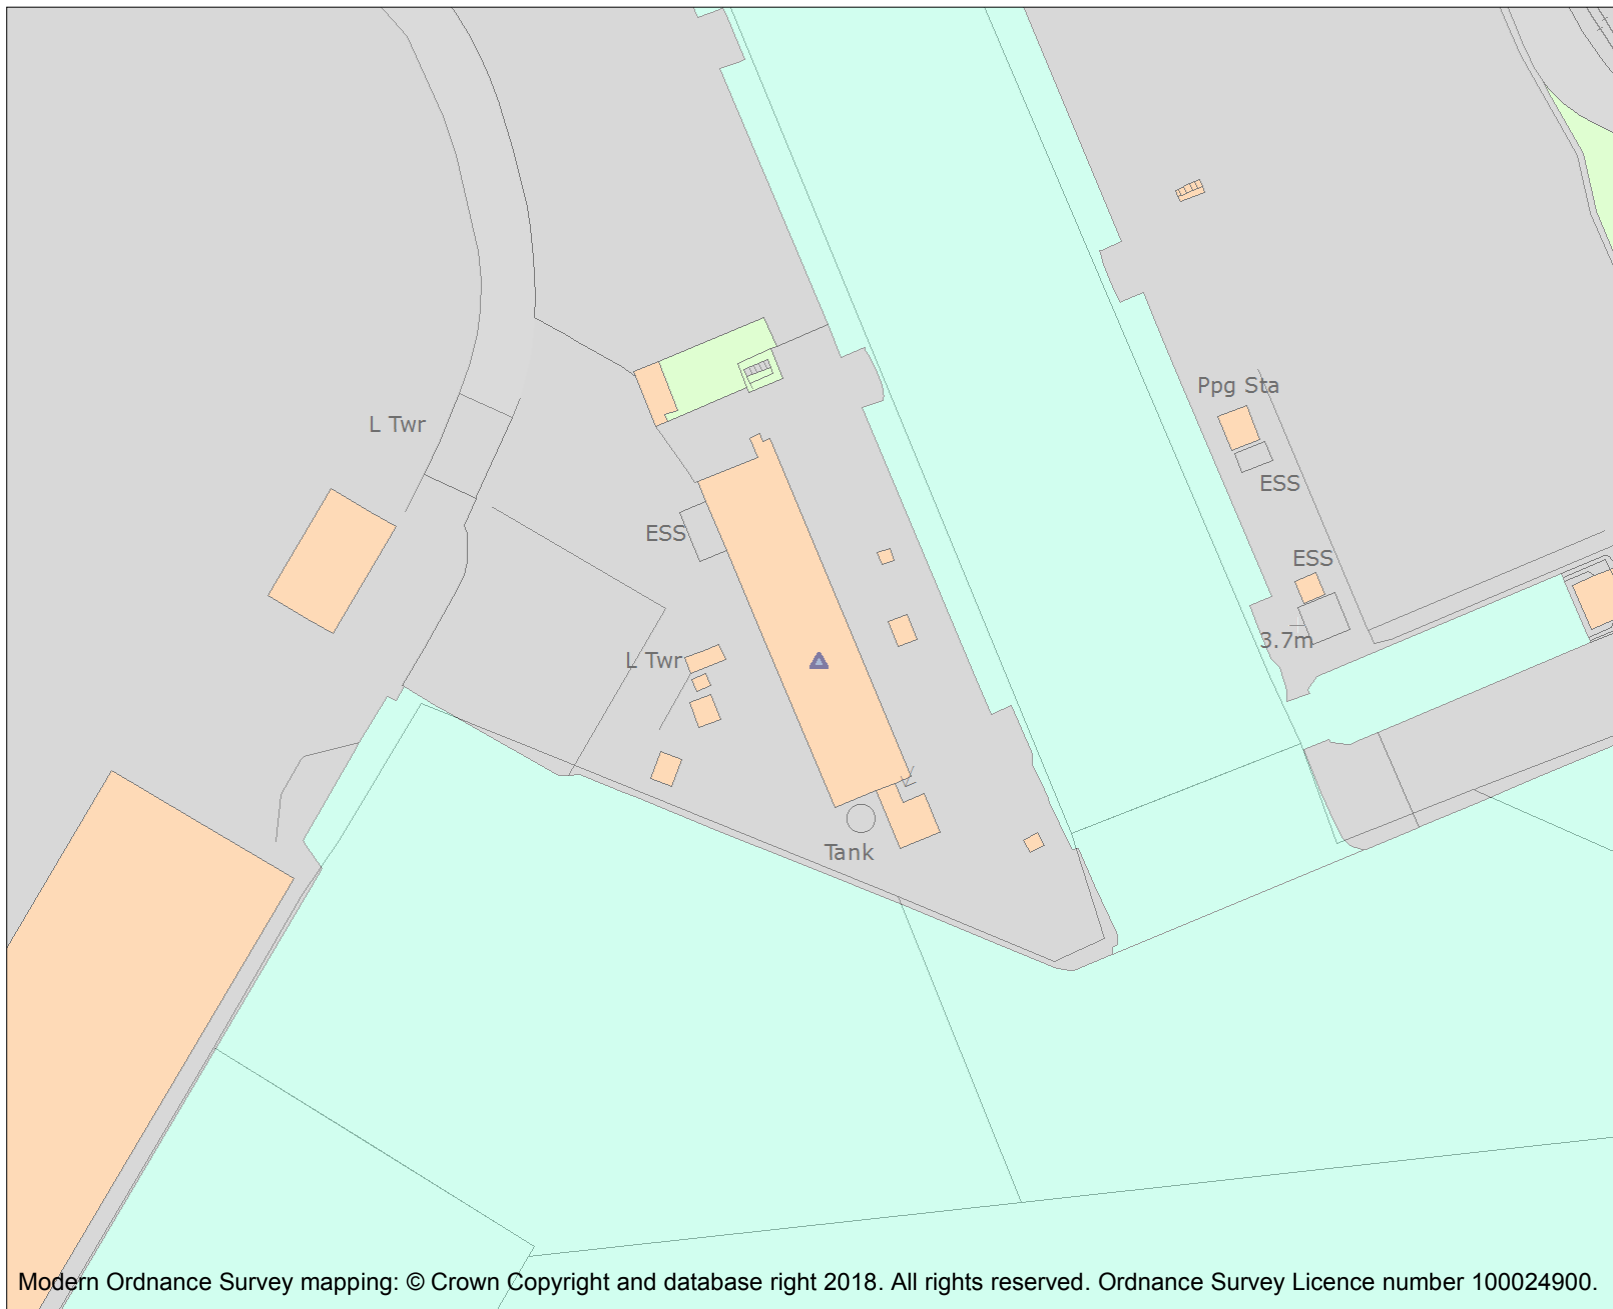 Ppg Sta
L Twr
ESS
ESS
ESS
3.7m
L Twr
Tank
Modern Ordnance Survey mapping: © Crown Copyright and database right 2018. All rights reserved. Ordnance Survey Licence number 100024900.